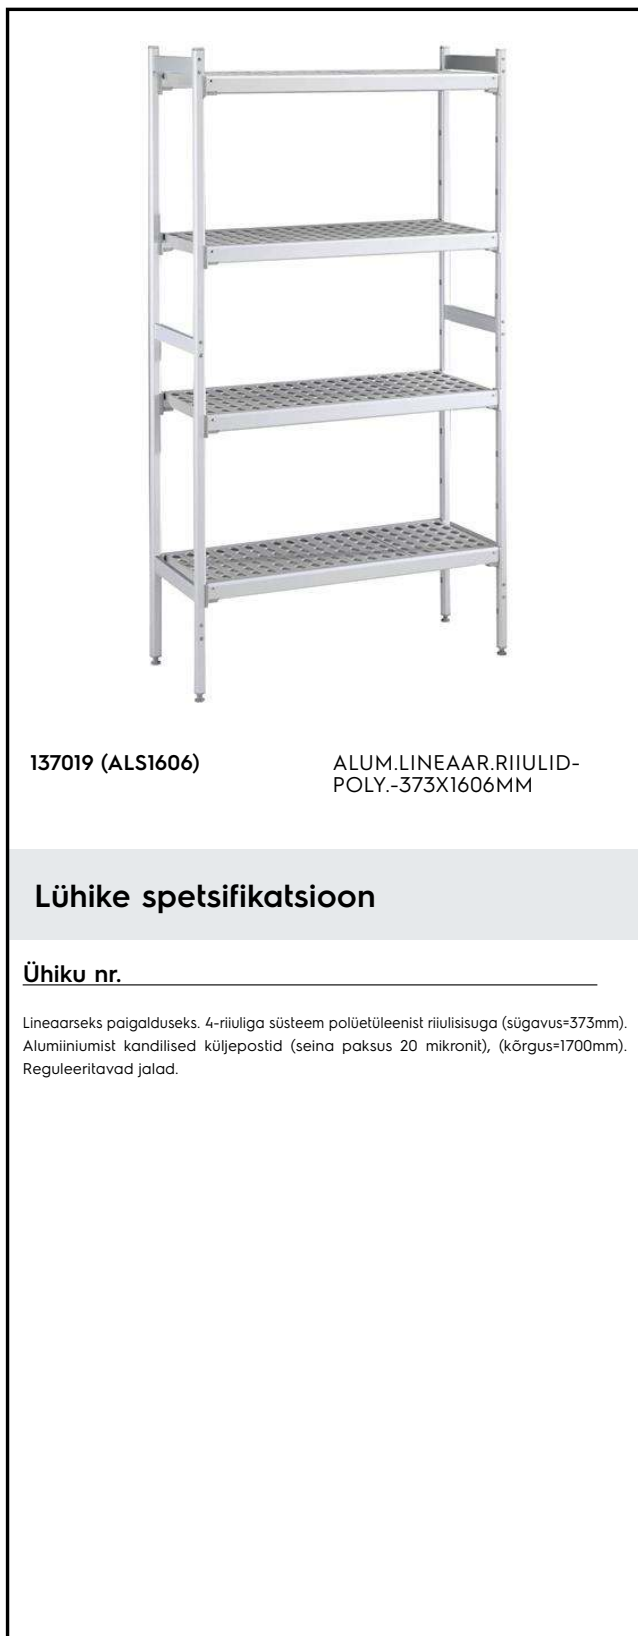 137019 (ALS1606)
ALUM.LINEAAR.RIIULID-
POLY.-373X1606MM
Lühike spetsifikatsioon
Ühiku nr.
Lineaarseks paigalduseks. 4-riiuliga süsteem polüetüleenist riiulisisuga (sügavus=373mm).
Alumiiniumist kandilised küljepostid (seina paksus 20 mikronit), (kõrgus=1700mm).
Reguleeritavad jalad.